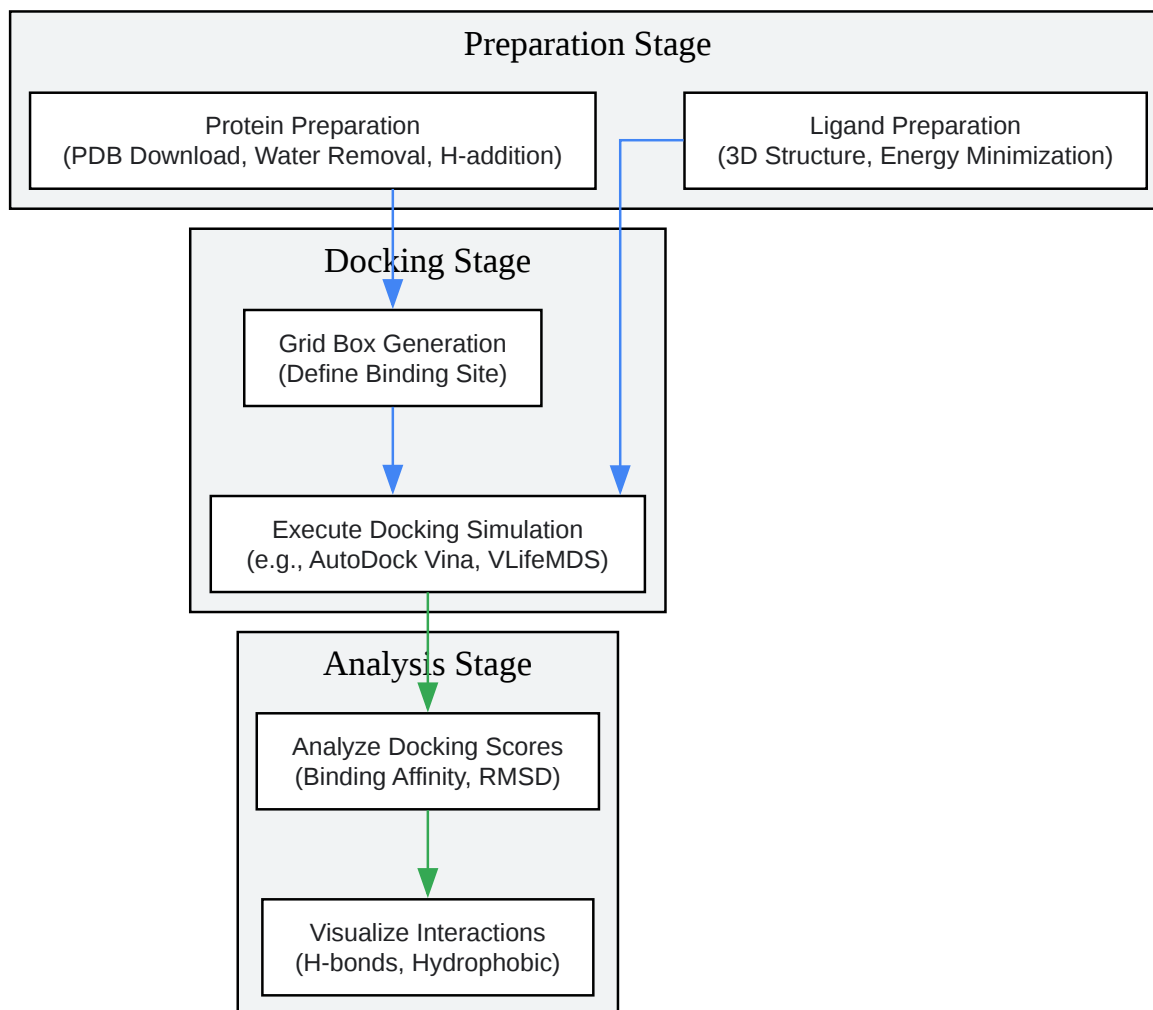 Preparation Stage
Protein Preparation
(PDB Download, Water Removal, H-addition)
Ligand Preparation
(3D Structure, Energy Minimization)
Docking Stage
Grid Box Generation
(Define Binding Site)
Execute Docking Simulation
(e.g., AutoDock Vina, VLifeMDS)
Analysis Stage
Analyze Docking Scores
(Binding Affinity, RMSD)
Visualize Interactions
(H-bonds, Hydrophobic)